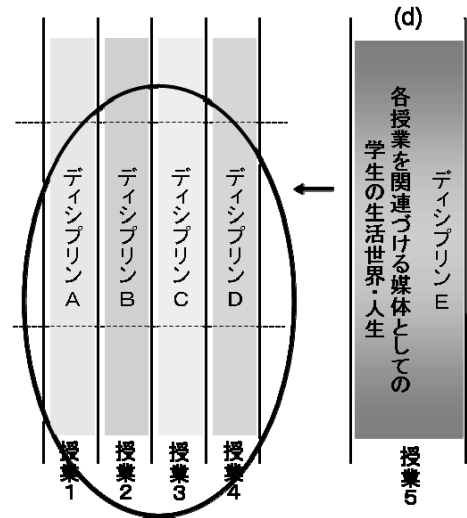 (d)
ディシプリンA
ディシプリンB
ディシプリンC
ディシプリンD
ディシプリンE
各授業を関連づける媒体としての
学生の生活世界・人生
授業1
授業2
授業3
授業4
授業5